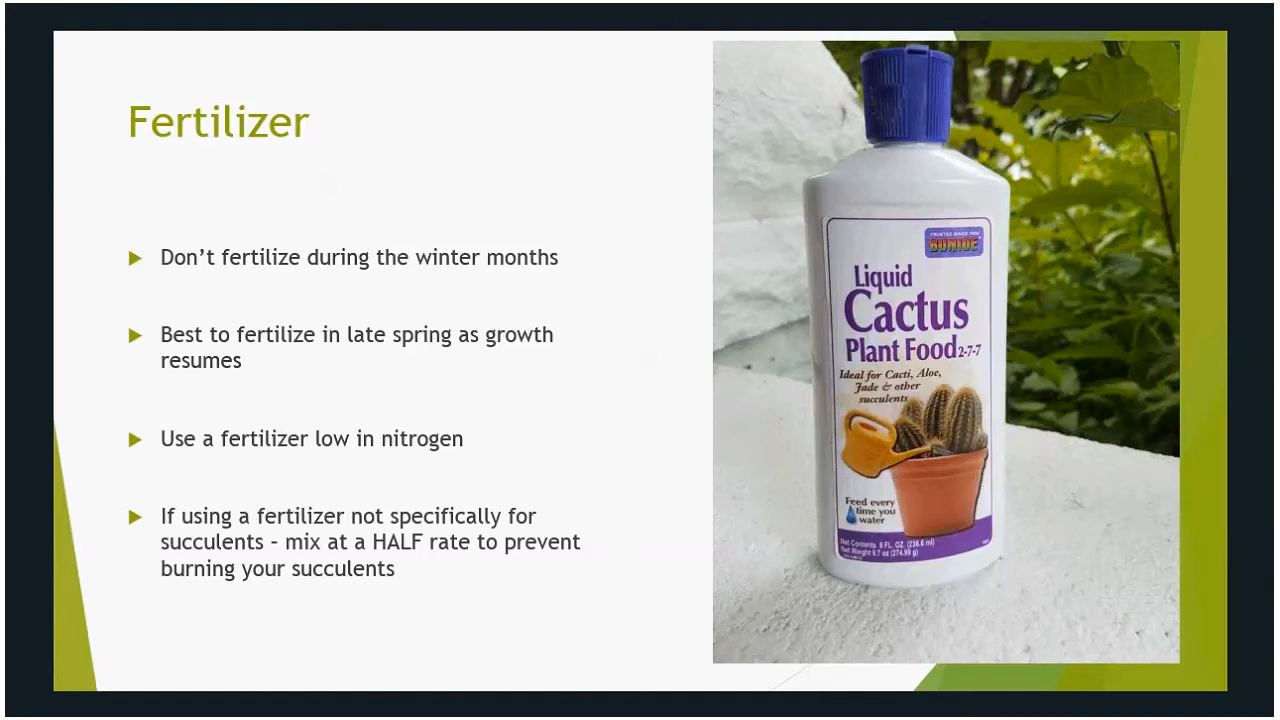 Fertilizer
Don’t fertilize during the winter months
Best to fertilize in late spring as growth
resumes
Use a fertilizer low in nitrogen
If using a fertilizer not specifically for
succulents – mix at a HALF rate to prevent
burning your succulents
TRUSTED SINCE 1926
BONIDE
Liquid
Cactus
Plant Food 2-7-7
Ideal for Cacti, Aloe,
Jade & other
succulents
Feed every
time you
water
Net Contents 8 FL. OZ. (236.6 ml)
Net Weight 9.7 oz (274.99 g)